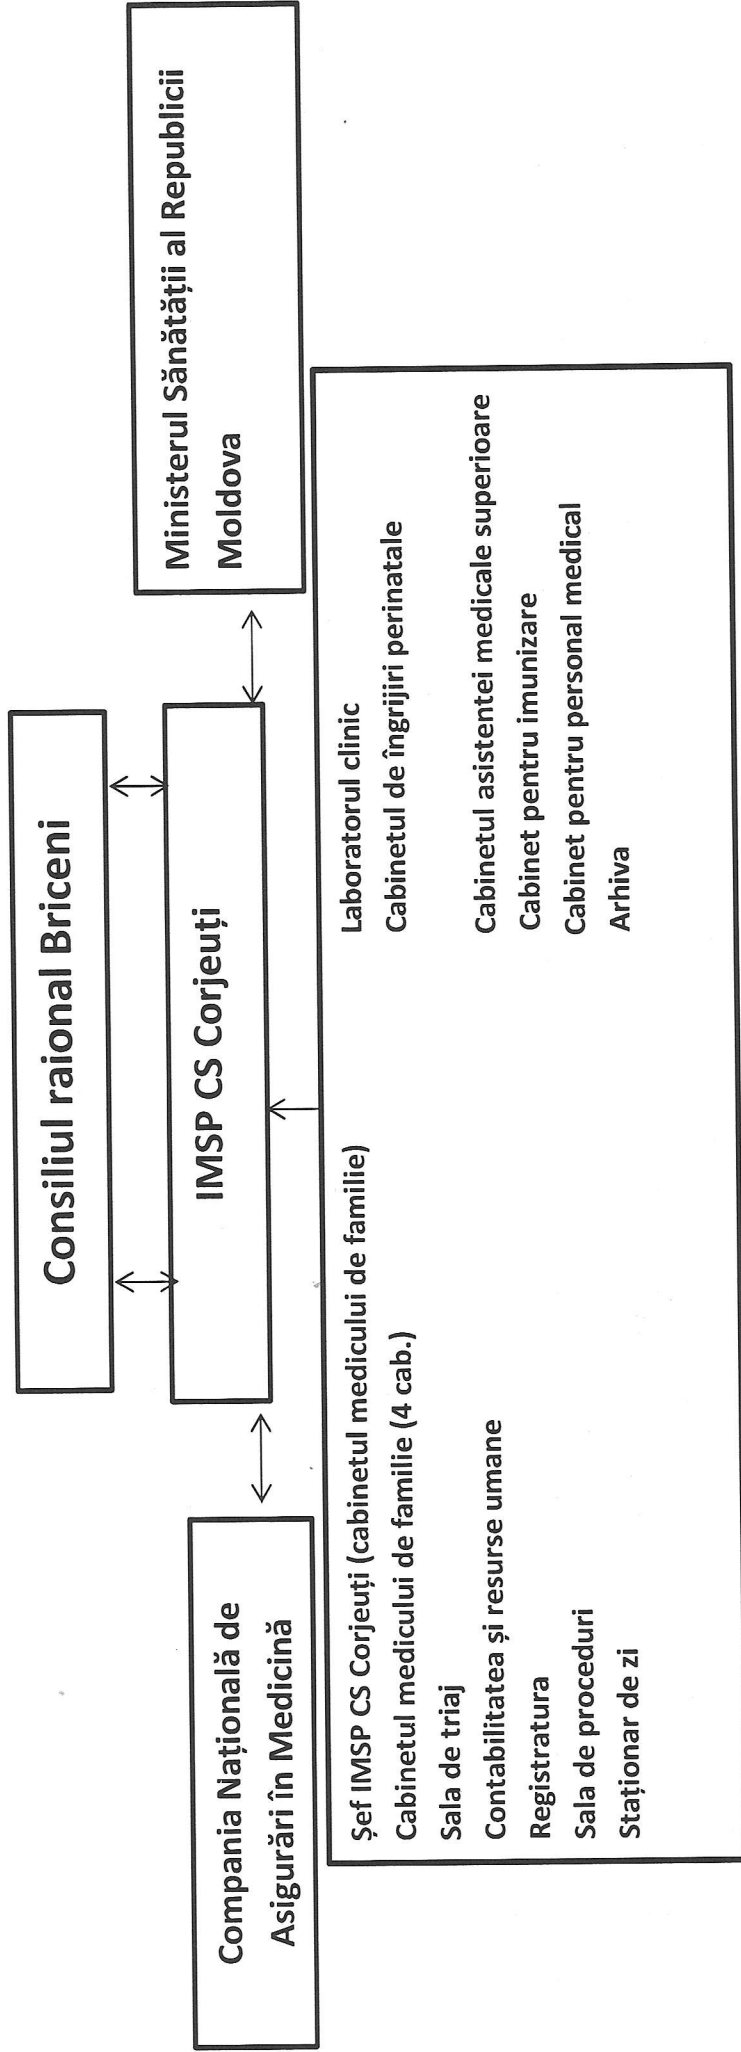 Consiliul raional Briceni
IMSP CS Corjeuți
Compania Națională de
Asigurări în Medicină
Ministerul Sănătății al Republicii
Moldova
Șef IMSP CS Corjeuți (cabinetul medicului de familie)
Cabinetul medicului de familie (4 cab.)
Sala de triaj
Contabilitatea și resurse umane
Registratura
Sala de proceduri
Staționar de zi
Laboratorul clinic
Cabinetul de îngrijiri perinatale
Cabinetul asistentei medicale superioare
Cabinet pentru imunizare
Cabinet pentru personal medical
Arhiva